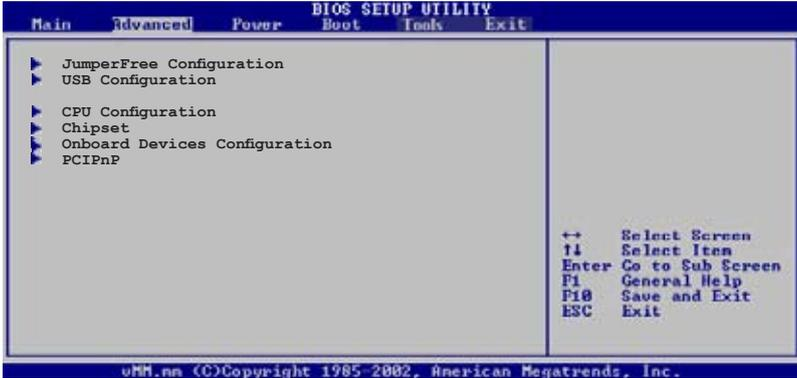 BIOS SETUP UTILITY
Main Advanced Power Boot Tools Exit
JumperFree Configuration
USB Configuration
CPU Configuration
Chipset
Onboard Devices Configuration
PCIPnP
↔ Select Screen
↑↓ Select Item
Enter Go to Sub Screen
F1 General Help
F10 Save and Exit
ESC Exit
vMM.mm (C)Copyright 1985-2002, American Megatrends, Inc.